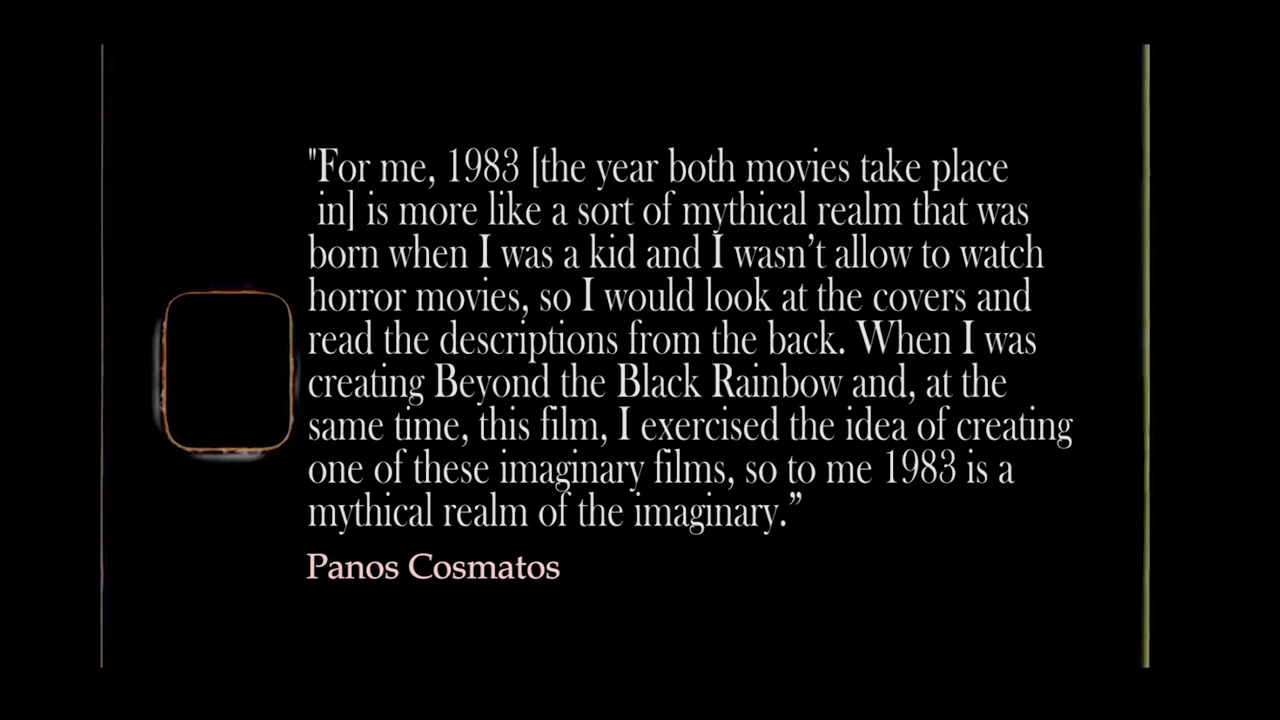 "For me, 1983 [the year both movies take place
in] is more like a sort of mythical realm that was
born when I was a kid and I wasn’t allow to watch
horror movies, so I would look at the covers and
read the descriptions from the back. When I was
creating Beyond the Black Rainbow and, at the
same time, this film, I exercised the idea of creating
one of these imaginary films, so to me 1983 is a
mythical realm of the imaginary.”
Panos Cosmatos